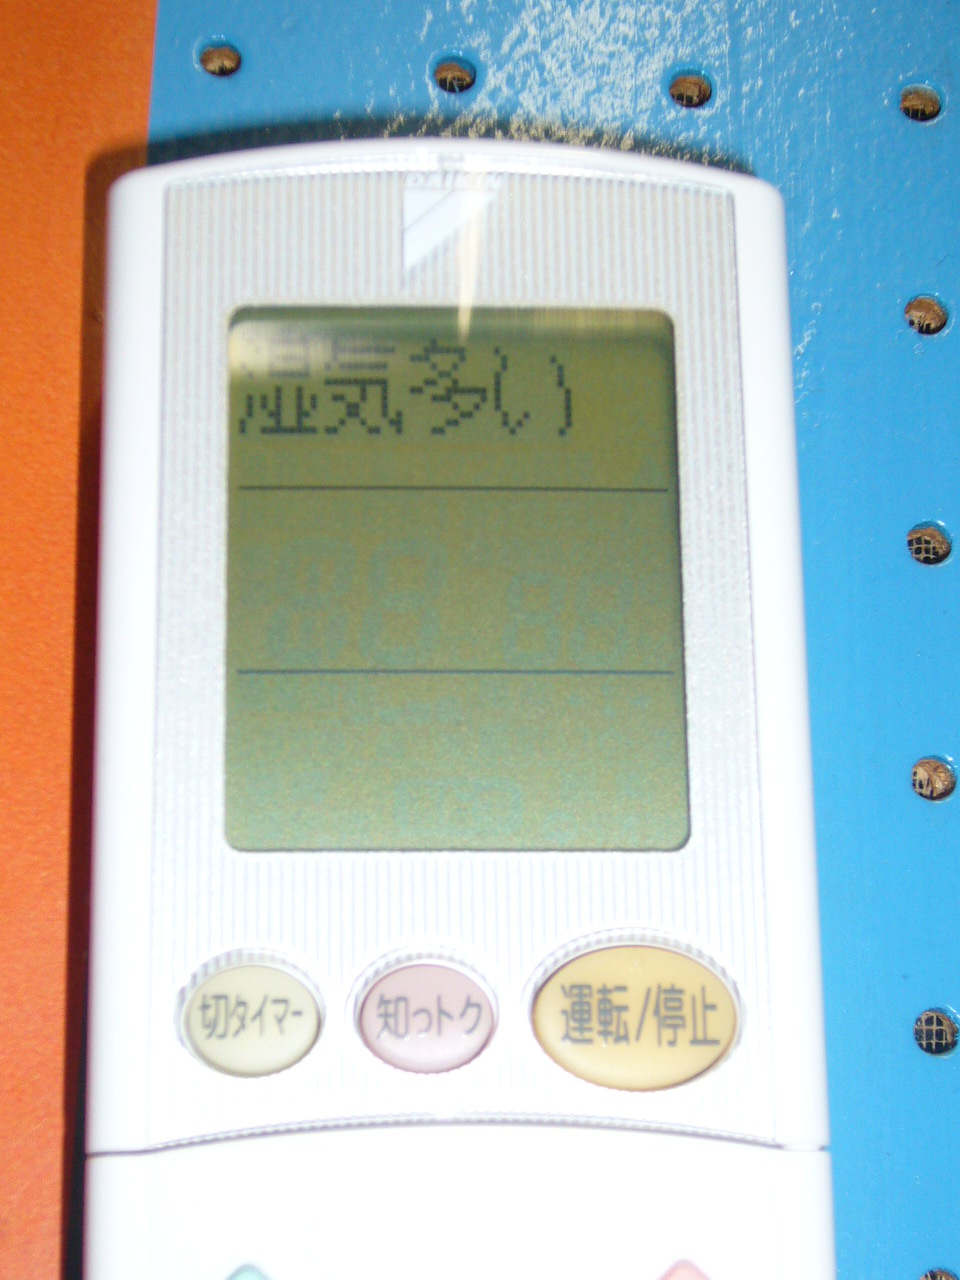 湿気多い
切タイマー
知っトク
運転/停止